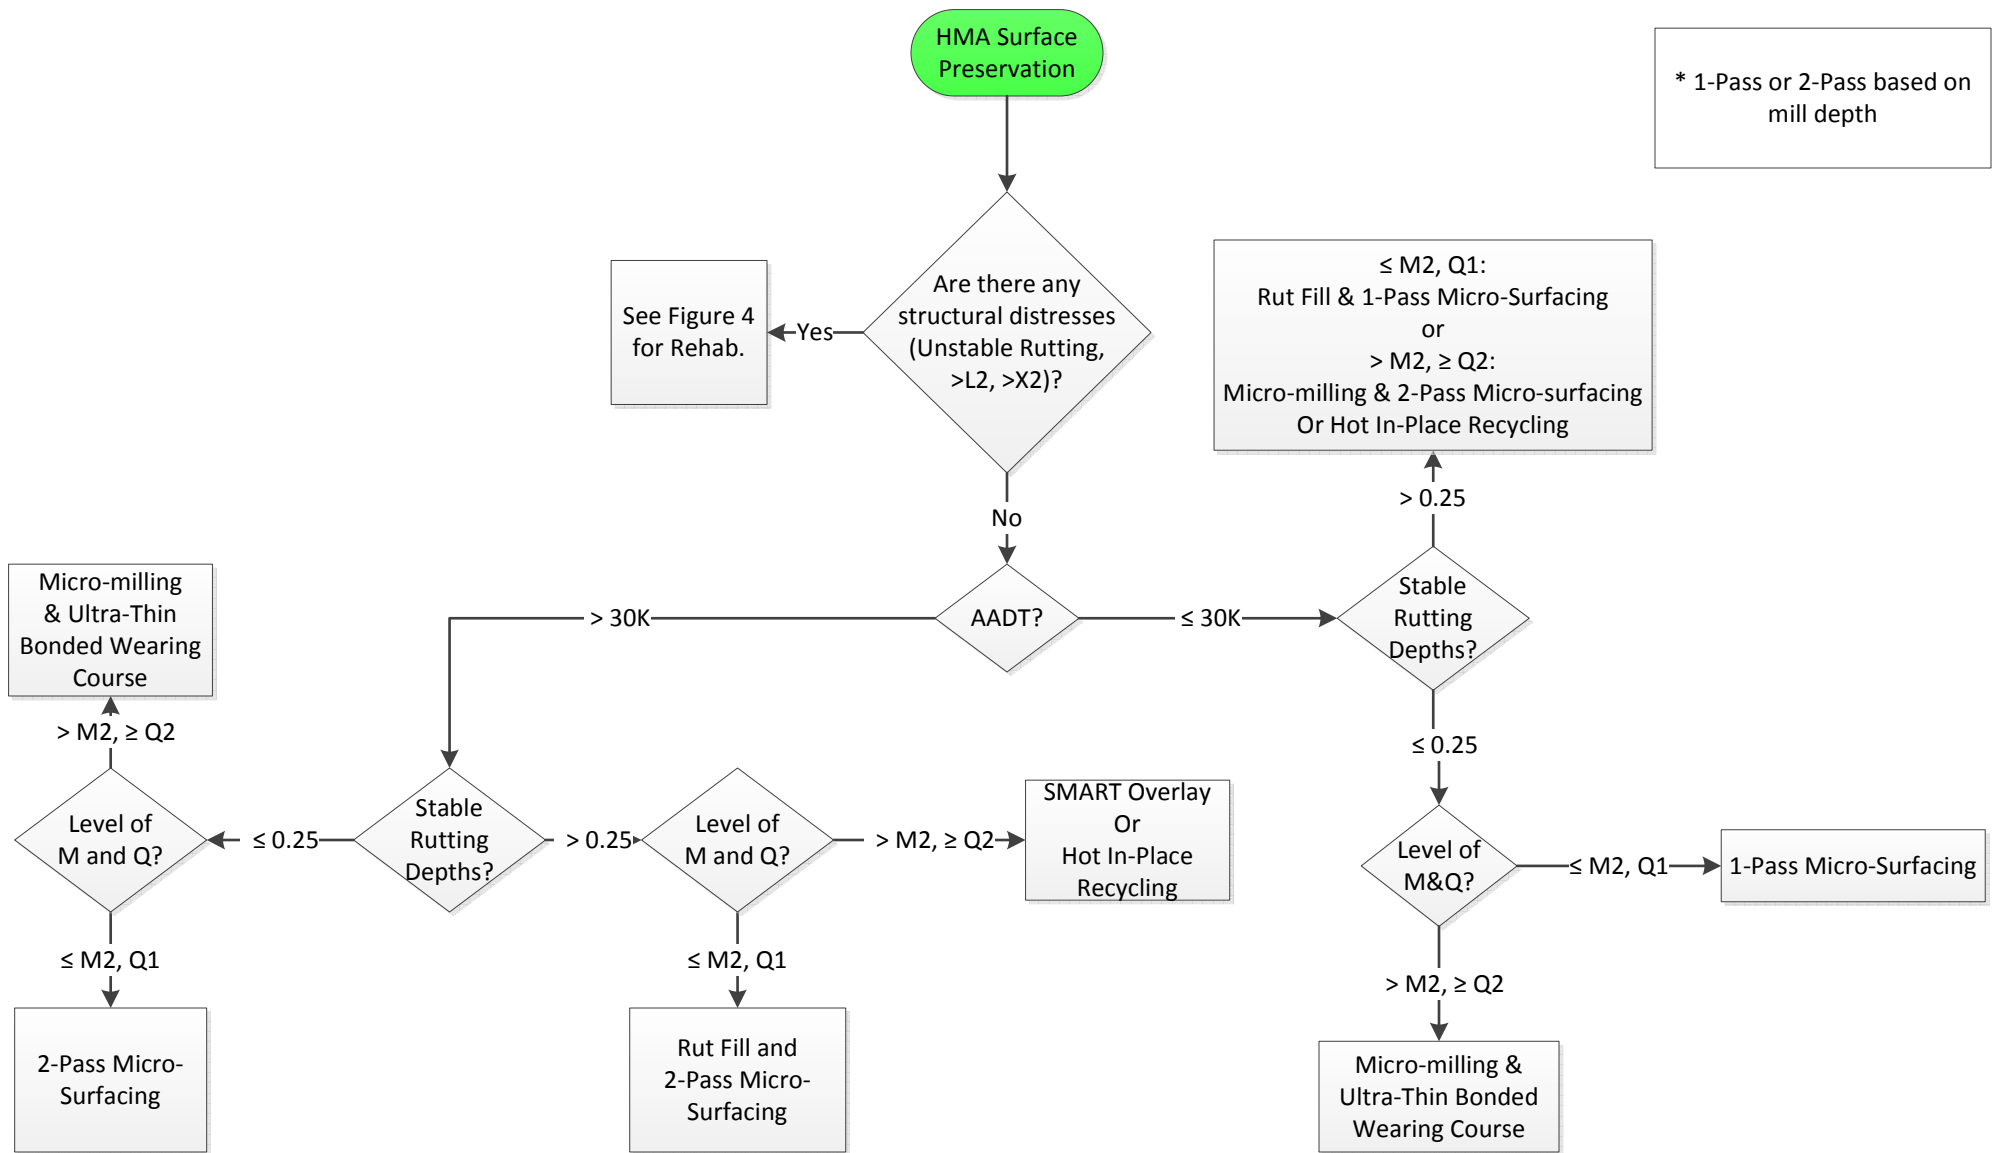 HMA Surface
Preservation
* 1-Pass or 2-Pass based on
mill depth
Are there any
structural distresses
(Unstable Rutting,
>L2, >X2)?
Yes
See Figure 4
for Rehab.
≤ M2, Q1:
Rut Fill & 1-Pass Micro-Surfacing
or
> M2, ≥ Q2:
Micro-milling & 2-Pass Micro-surfacing
Or Hot In-Place Recycling
> 0.25
No
AADT?
> 30K
≤ 30K
Stable
Rutting
Depths?
≤ 0.25
Micro-milling
& Ultra-Thin
Bonded Wearing
Course
> M2, ≥ Q2
Level of
M and Q?
≤ 0.25
Stable
Rutting
Depths?
> 0.25
Level of
M and Q?
> M2, ≥ Q2
SMART Overlay
Or
Hot In-Place
Recycling
Level of
M&Q?
≤ M2, Q1
1-Pass Micro-Surfacing
≤ M2, Q1
≤ M2, Q1
> M2, ≥ Q2
2-Pass Micro-
Surfacing
Rut Fill and
2-Pass Micro-
Surfacing
Micro-milling &
Ultra-Thin Bonded
Wearing Course